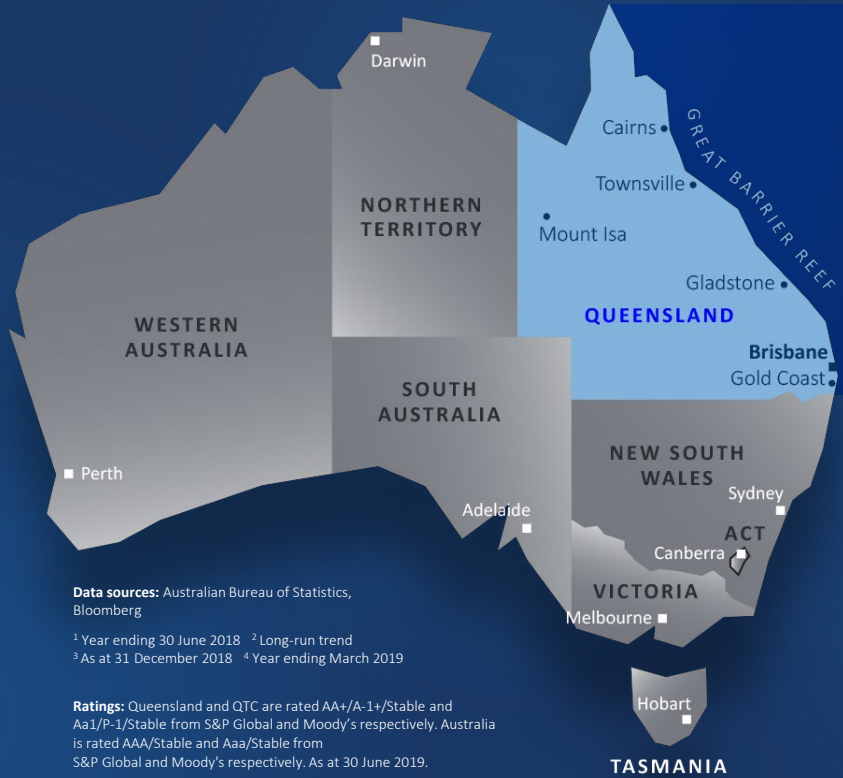 Darwin
Cairns
GREAT BARRIER REEF
Townsville
NORTHERN
TERRITORY
Mount Isa
Gladstone
QUEENSLAND
WESTERN
AUSTRALIA
Brisbane
Gold Coast
SOUTH
AUSTRALIA
NEW SOUTH
WALES
Perth
Sydney
Adelaide
ACT
Canberra
VICTORIA
Melbourne
Data sources: Australian Bureau of Statistics,
Bloomberg
¹ Year ending 30 June 2018 ² Long-run trend
³ As at 31 December 2018 ⁴ Year ending March 2019
Ratings: Queensland and QTC are rated AA+/A-1+/Stable and
Aa1/P-1/Stable from S&P Global and Moody’s respectively. Australia
is rated AAA/Stable and Aaa/Stable from
S&P Global and Moody's respectively. As at 30 June 2019.
Hobart
TASMANIA